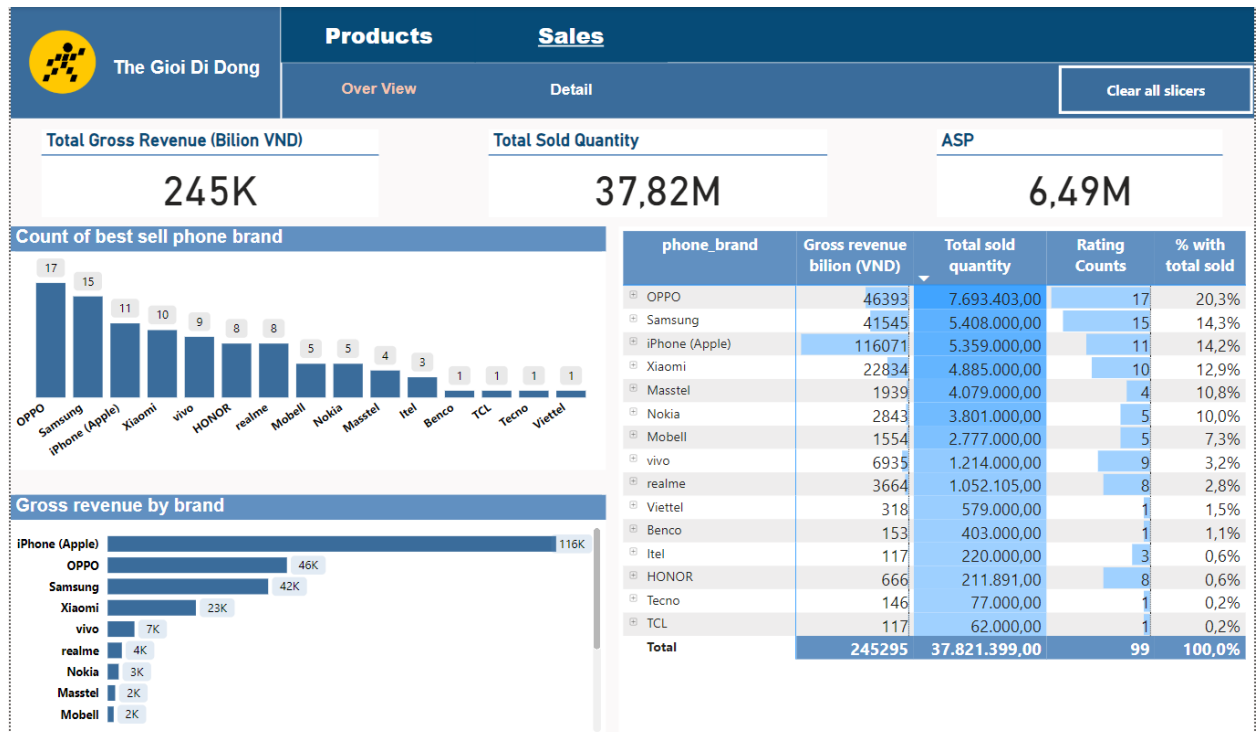 The Gioi Di Dong
Products Sales
Over View Detail
Clear all slicers
Total Gross Revenue (Bilion VND)
245K
Total Sold Quantity
37,82M
ASP
6,49M
Count of best sell phone brand
17 15 11 10 9 8 8 5 5 4 3 1 1 1 1
OPPO Samsung iPhone (Apple) Xiaomi vivo HONOR realme Mobell Nokia Masstel Itel Benco TCL Tecno Viettel
Gross revenue by brand
iPhone (Apple) 116K
OPPO 46K
Samsung 42K
Xiaomi 23K
vivo 7K
realme 4K
Nokia 3K
Masstel 2K
Mobell 2K
phone_brand Gross revenue bilion (VND) Total sold quantity Rating Counts % with total sold
OPPO 46393 7.693.403,00 17 20,3%
Samsung 41545 5.408.000,00 15 14,3%
iPhone (Apple) 116071 5.359.000,00 11 14,2%
Xiaomi 22834 4.885.000,00 10 12,9%
Masstel 1939 4.079.000,00 4 10,8%
Nokia 2843 3.801.000,00 5 10,0%
Mobell 1554 2.777.000,00 5 7,3%
vivo 6935 1.214.000,00 9 3,2%
realme 3664 1.052.105,00 8 2,8%
Viettel 318 579.000,00 1 1,5%
Benco 153 403.000,00 1 1,1%
Itel 117 220.000,00 3 0,6%
HONOR 666 211.891,00 8 0,6%
Tecno 146 77.000,00 1 0,2%
TCL 117 62.000,00 1 0,2%
Total 245295 37.821.399,00 99 100,0%